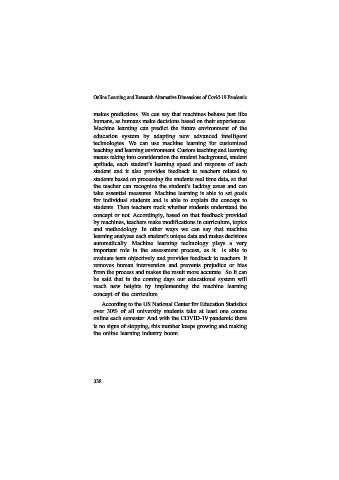 Online Learning and Research Alternative Dimensions of Covid-19 Pandemic
makes predictions. We can say that machines behave just like
humans, as humans make decisions based on their experiences.
Machine learning can predict the future environment of the
education system by adapting new advanced intelligent
technologies. We can use machine learning for customized
teaching and learning environment. Custom teaching and learning
means taking into consideration the student background, student
aptitude, each student's learning speed and response of each
student and it also provides feedback to teachers related to
students based on processing the students real time data, so that
the teacher can recognize the student's lacking areas and can
take essential measures. Machine learning is able to set goals
for individual students and is able to explain the concept to
students. Then teachers track whether students understand the
concept or not. Accordingly, based on that feedback provided
by machines, teachers make modifications in curriculum, topics
and methodology. In other ways we can say that machine
learning analyzes each student's unique data and makes decisions
automatically. Machine learning technology plays a very
important role in the assessment process, as it is able to
evaluate tests objectively and provides feedback to teachers. It
removes human intervention and prevents prejudice or bias
from the process and makes the result more accurate. So it can
be said that in the coming days our educational system will
reach new heights by implementing the machine learning
concept of the curriculum.
According to the US National Center for Education Statistics
over 30% of all university students take at least one course
online each semester. And with the COVID-19 pandemic there
is no signs of stopping, this number keeps growing and making
the online learning industry boom.
338